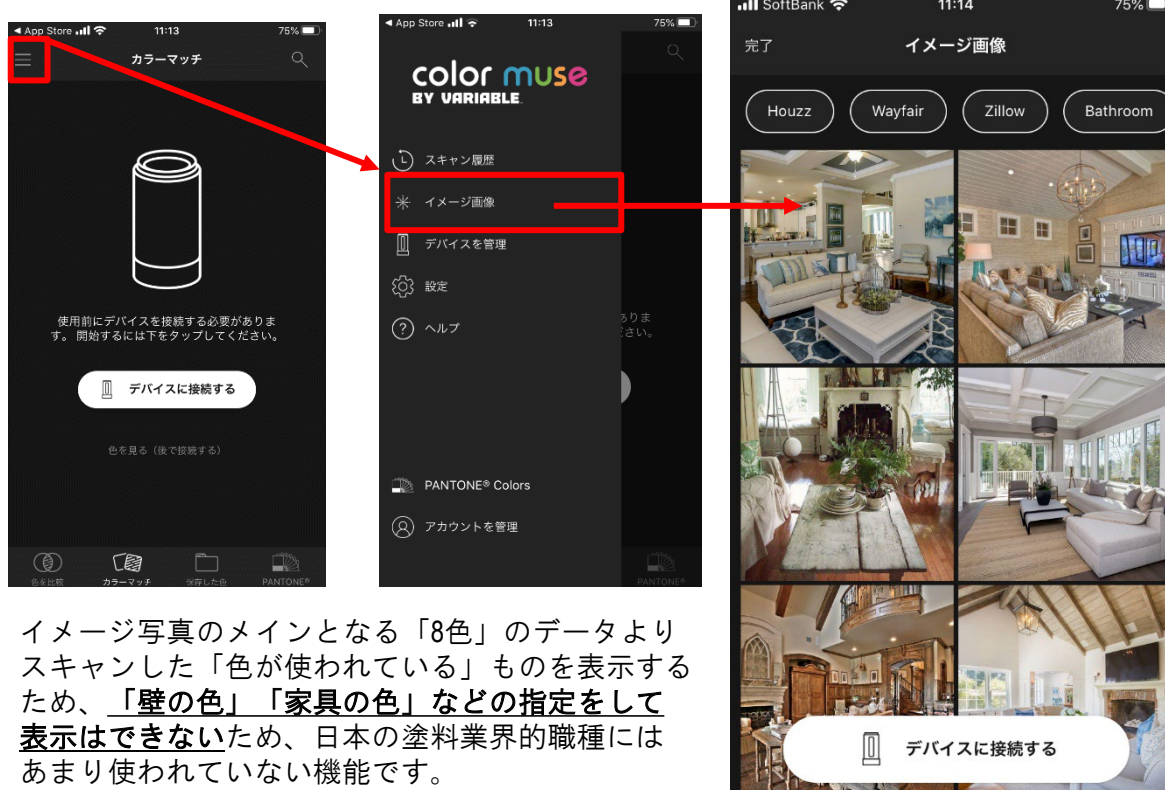 App Store
11:13
75%
カラーマッチ
使用前にデバイスを接続する必要がありま
す。 開始するには下をタップしてください。
デバイスに接続する
色を見る（後で接続する）
色を比較
カラーマッチ
保存した色
PANTONE®
App Store
11:13
75%
color muse
BY VARIABLE
スキャン履歴
イメージ画像
デバイスを管理
設定
ヘルプ
PANTONE® Colors
アカウントを管理
ありま
さい。
PANTONE®
SoftBank
11:14
75%
完了
イメージ画像
Houzz
Wayfair
Zillow
Bathroom
デバイスに接続する
イメージ写真のメインとなる「8色」のデータより
スキャンした「色が使われている」ものを表示する
ため、「壁の色」「家具の色」などの指定をして
表示はできないため、日本の塗料業界的職種には
あまり使われていない機能です。